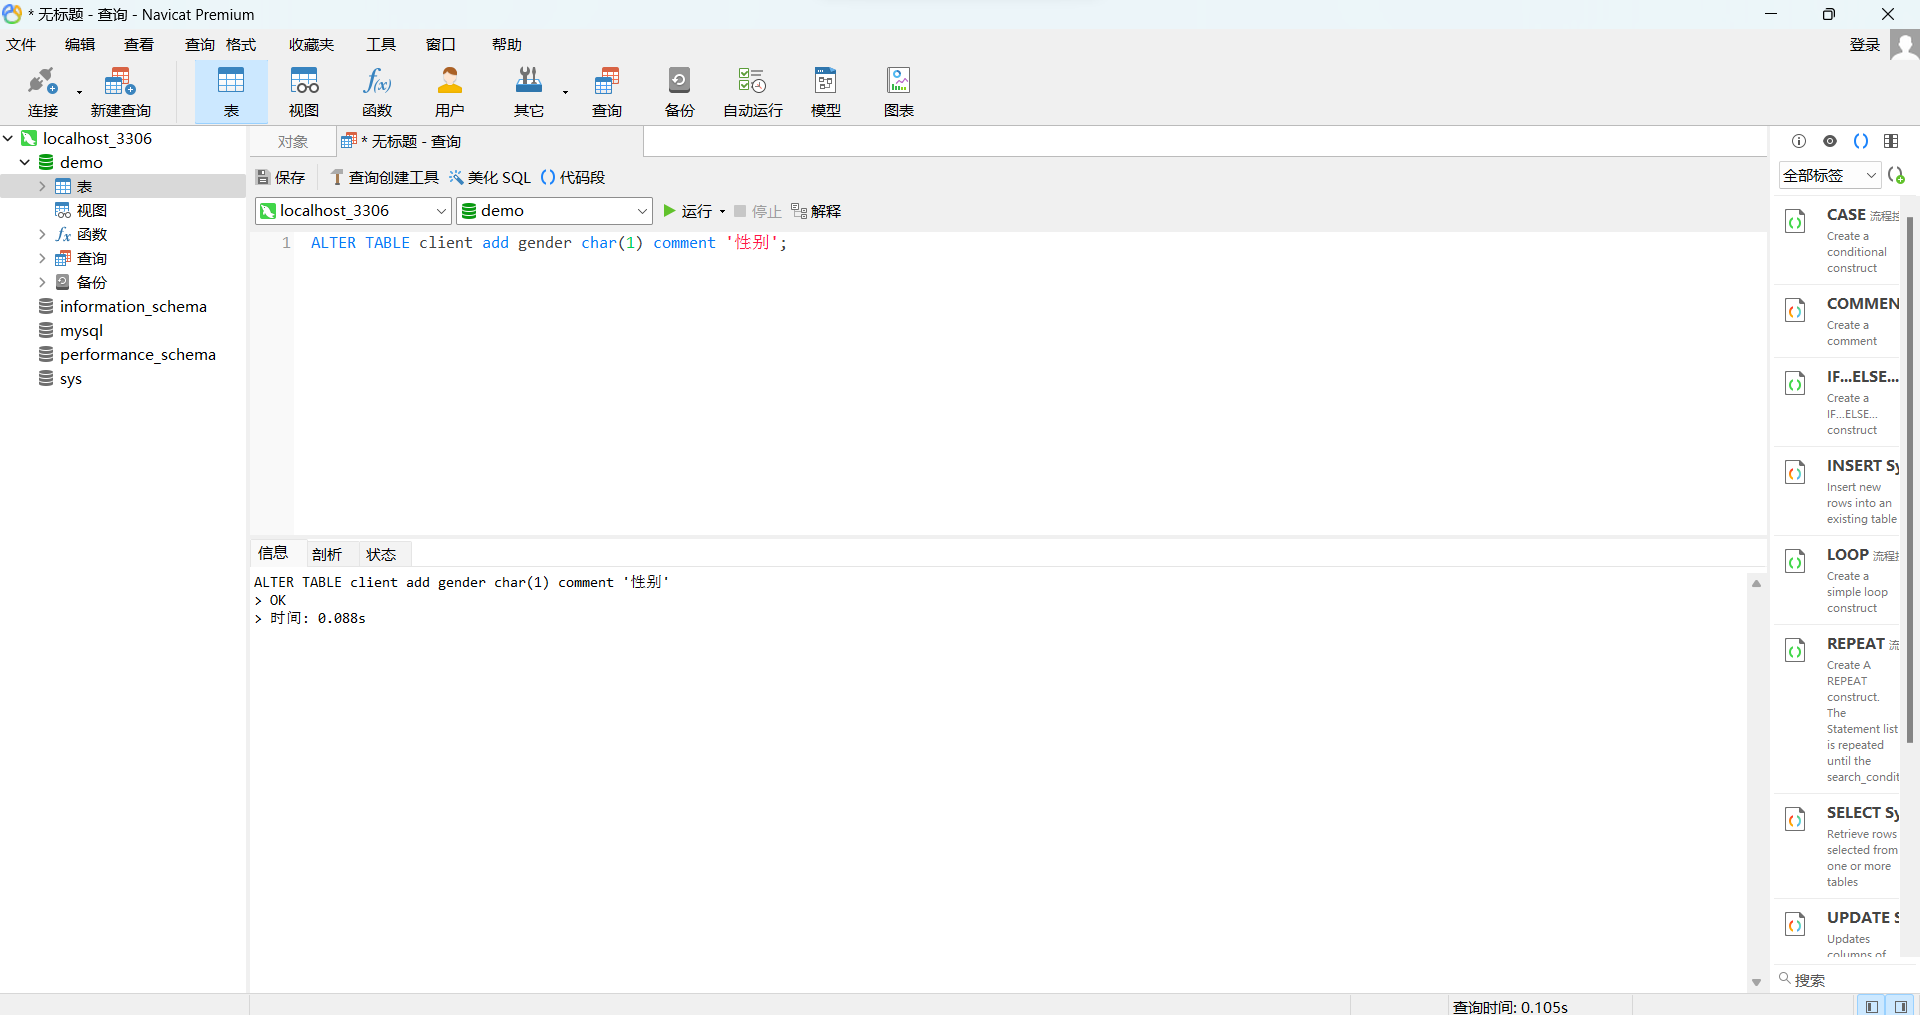 * 无标题 - 查询 - Navicat Premium
文件 编辑 查看 查询 格式 收藏夹 工具 窗口 帮助 登录
连接 新建查询 表 视图 函数 用户 其它 查询 备份 自动运行 模型 图表
localhost_3306
demo
表
视图
函数
查询
备份
information_schema
mysql
performance_schema
sys
对象 * 无标题 - 查询
保存 查询创建工具 美化 SQL 代码段
localhost_3306 demo 运行 停止 解释
1 ALTER TABLE client add gender char(1) comment '性别';
信息 剖析 状态
ALTER TABLE client add gender char(1) comment '性别'
> OK
> 时间: 0.088s
全部标签
CASE 流程控
Create a
conditional
construct
COMMEN
Create a
comment
IF...ELSE...
Create a
IF...ELSE...
construct
INSERT Sy
Insert new
rows into an
existing table
LOOP 流程
Create a
simple loop
construct
REPEAT 流
Create A
REPEAT
construct.
The
Statement list
is repeated
until the
search_condit
SELECT Sy
Retrieve rows
selected from
one or more
tables
UPDATE S
Updates
columns of
搜索
查询时间: 0.105s